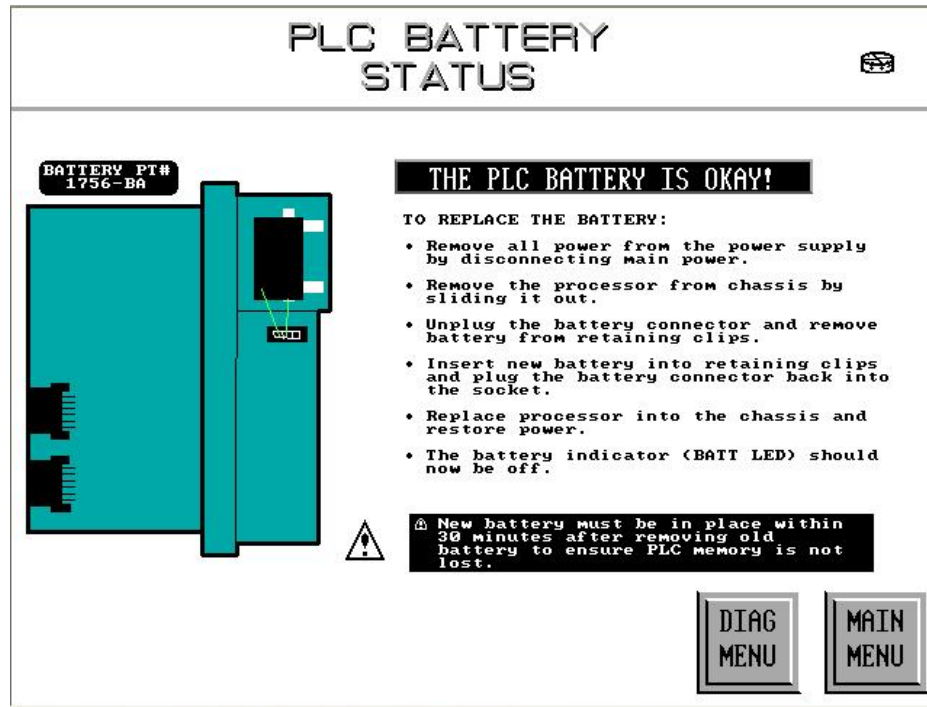 PLC BATTERY
STATUS
BATTERY PT#
1756-BA
THE PLC BATTERY IS OKAY!
TO REPLACE THE BATTERY:
• Remove all power from the power supply
by disconnecting main power.
• Remove the processor from chassis by
sliding it out.
• Unplug the battery connector and remove
battery from retaining clips.
• Insert new battery into retaining clips
and plug the battery connector back into
the socket.
• Replace processor into the chassis and
restore power.
• The battery indicator (BATT LED) should
now be off.
⚠ New battery must be in place within
30 minutes after removing old
battery to ensure PLC memory is not
lost.
DIAG
MENU
MAIN
MENU